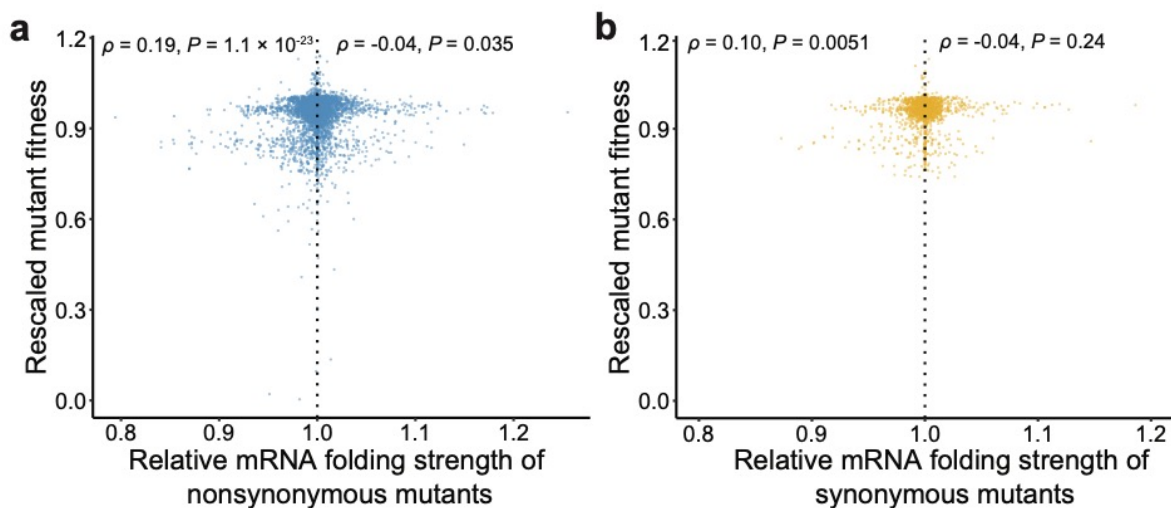 a
ρ = 0.19, P = 1.1 × 10⁻²³
ρ = -0.04, P = 0.035
1.2
0.9
0.6
0.3
0.0
Rescaled mutant fitness
0.8 0.9 1.0 1.1 1.2
Relative mRNA folding strength of
nonsynonymous mutants
b
ρ = 0.10, P = 0.0051
ρ = -0.04, P = 0.24
1.2
0.9
0.6
0.3
0.0
Rescaled mutant fitness
0.8 0.9 1.0 1.1 1.2
Relative mRNA folding strength of
synonymous mutants